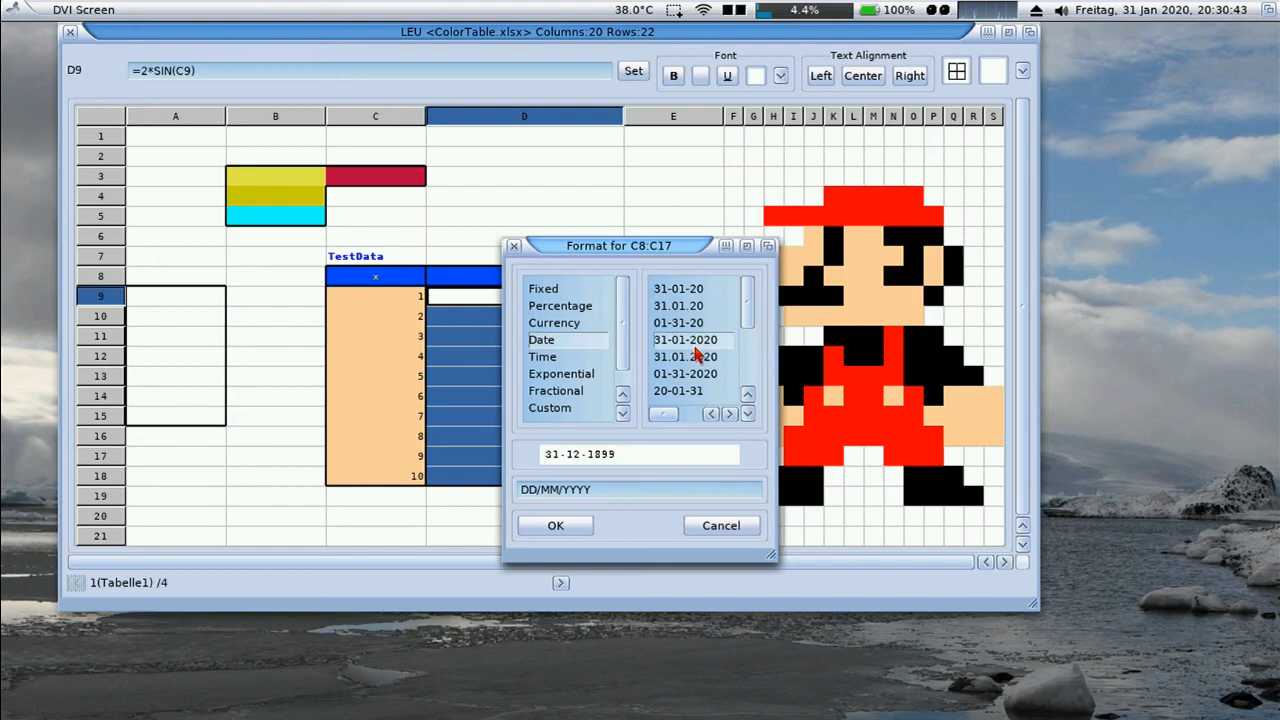 DVI Screen 38.0°C 4.4% 100% Freitag, 31 Jan 2020, 20:30:43
LEU <ColorTable.xlsx> Columns:20 Rows:22
Font Text Alignment
D9 =2*SIN(C9) Set B U Left Center Right
A B C D E F G H I J K L M N O P Q R S
1
2
3
4
5
6
7 TestData
8 x
9 1
10 2
11 3
12 4
13 5
14 6
15 7
16 8
17 9
18 10
19
20
21
Format for C8:C17
Fixed 31-01-20
Percentage 31.01.20
Currency 01-31-20
Date 31-01-2020
Time 31.01.2020
Exponential 01-31-2020
Fractional 20-01-31
Custom
31-12-1899
DD/MM/YYYY
OK Cancel
1(Tabelle1) /4